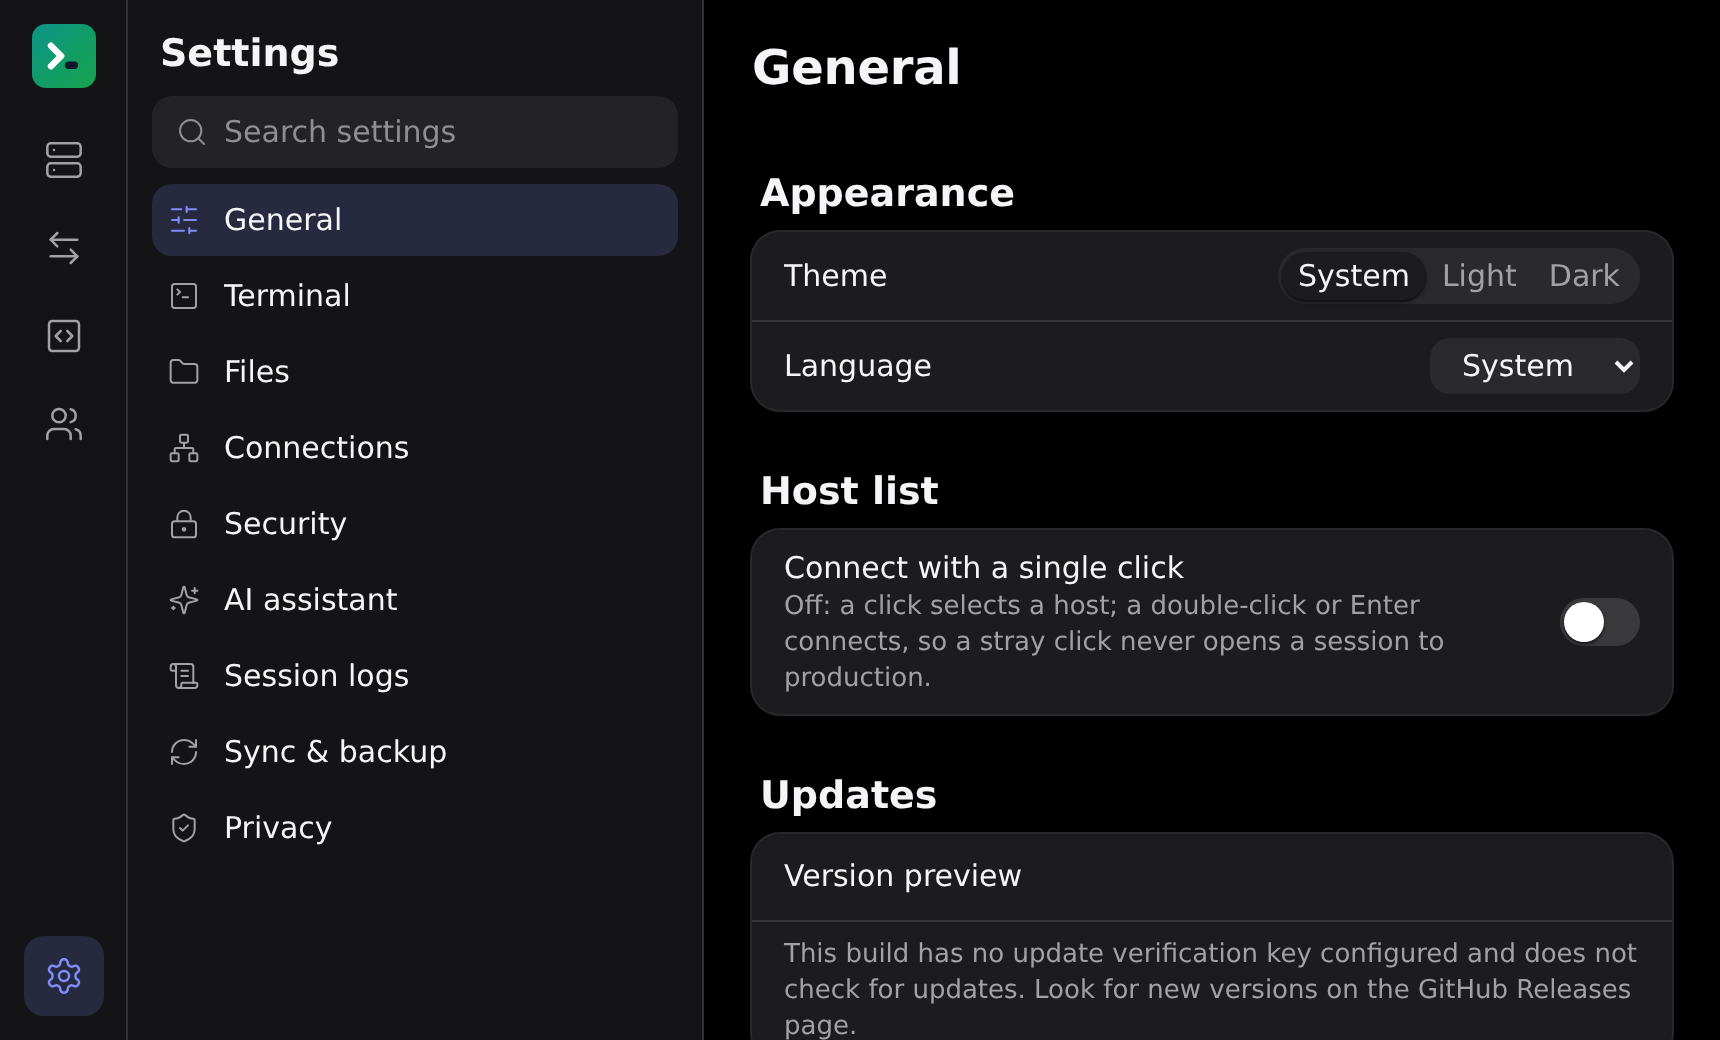 Settings
Search settings
General
Terminal
Files
Connections
Security
AI assistant
Session logs
Sync & backup
Privacy
General
Appearance
Theme
System Light Dark
Language
System
Host list
Connect with a single click
Off: a click selects a host; a double-click or Enter
connects, so a stray click never opens a session to
production.
Updates
Version preview
This build has no update verification key configured and does not
check for updates. Look for new versions on the GitHub Releases
page.